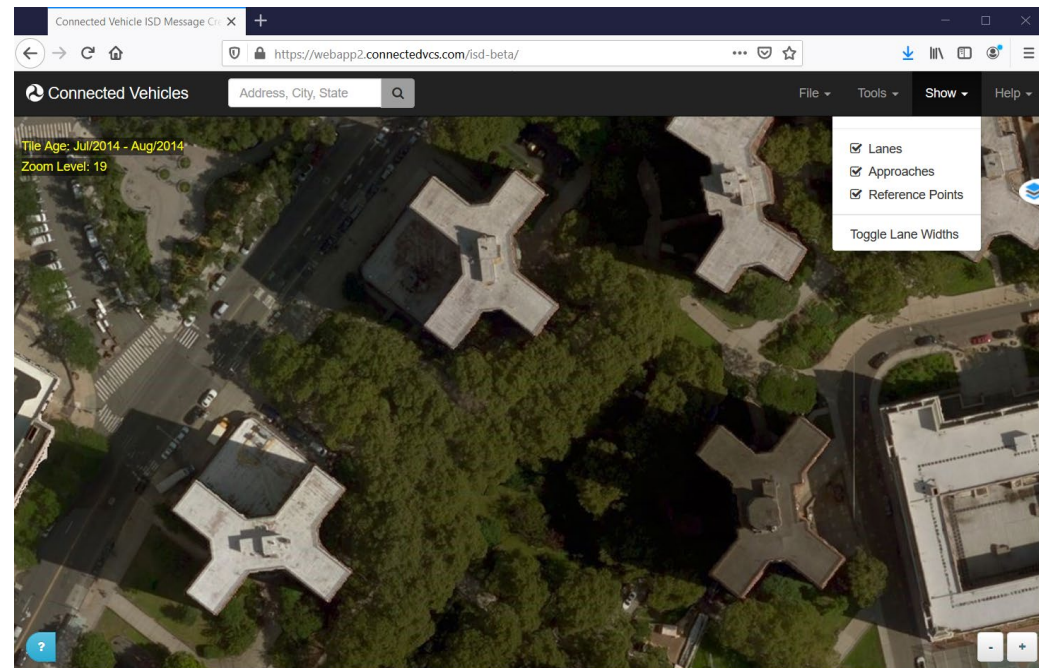 Connected Vehicle ISD Message Cre
https://webapp2.connectedvcs.com/isd-beta/
Connected Vehicles
Address, City, State
File
Tools
Show
Help
Tile Age: Jul/2014 - Aug/2014
Zoom Level: 19
Lanes
Approaches
Reference Points
Toggle Lane Widths
?
- +